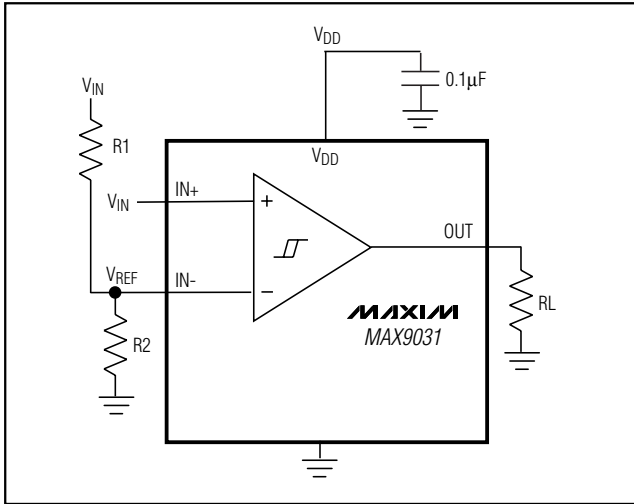 VDD
0.1µF
VIN
R1
VDD
VIN
IN+
+
OUT
VREF
IN-
−
MAXIM
MAX9031
RL
R2